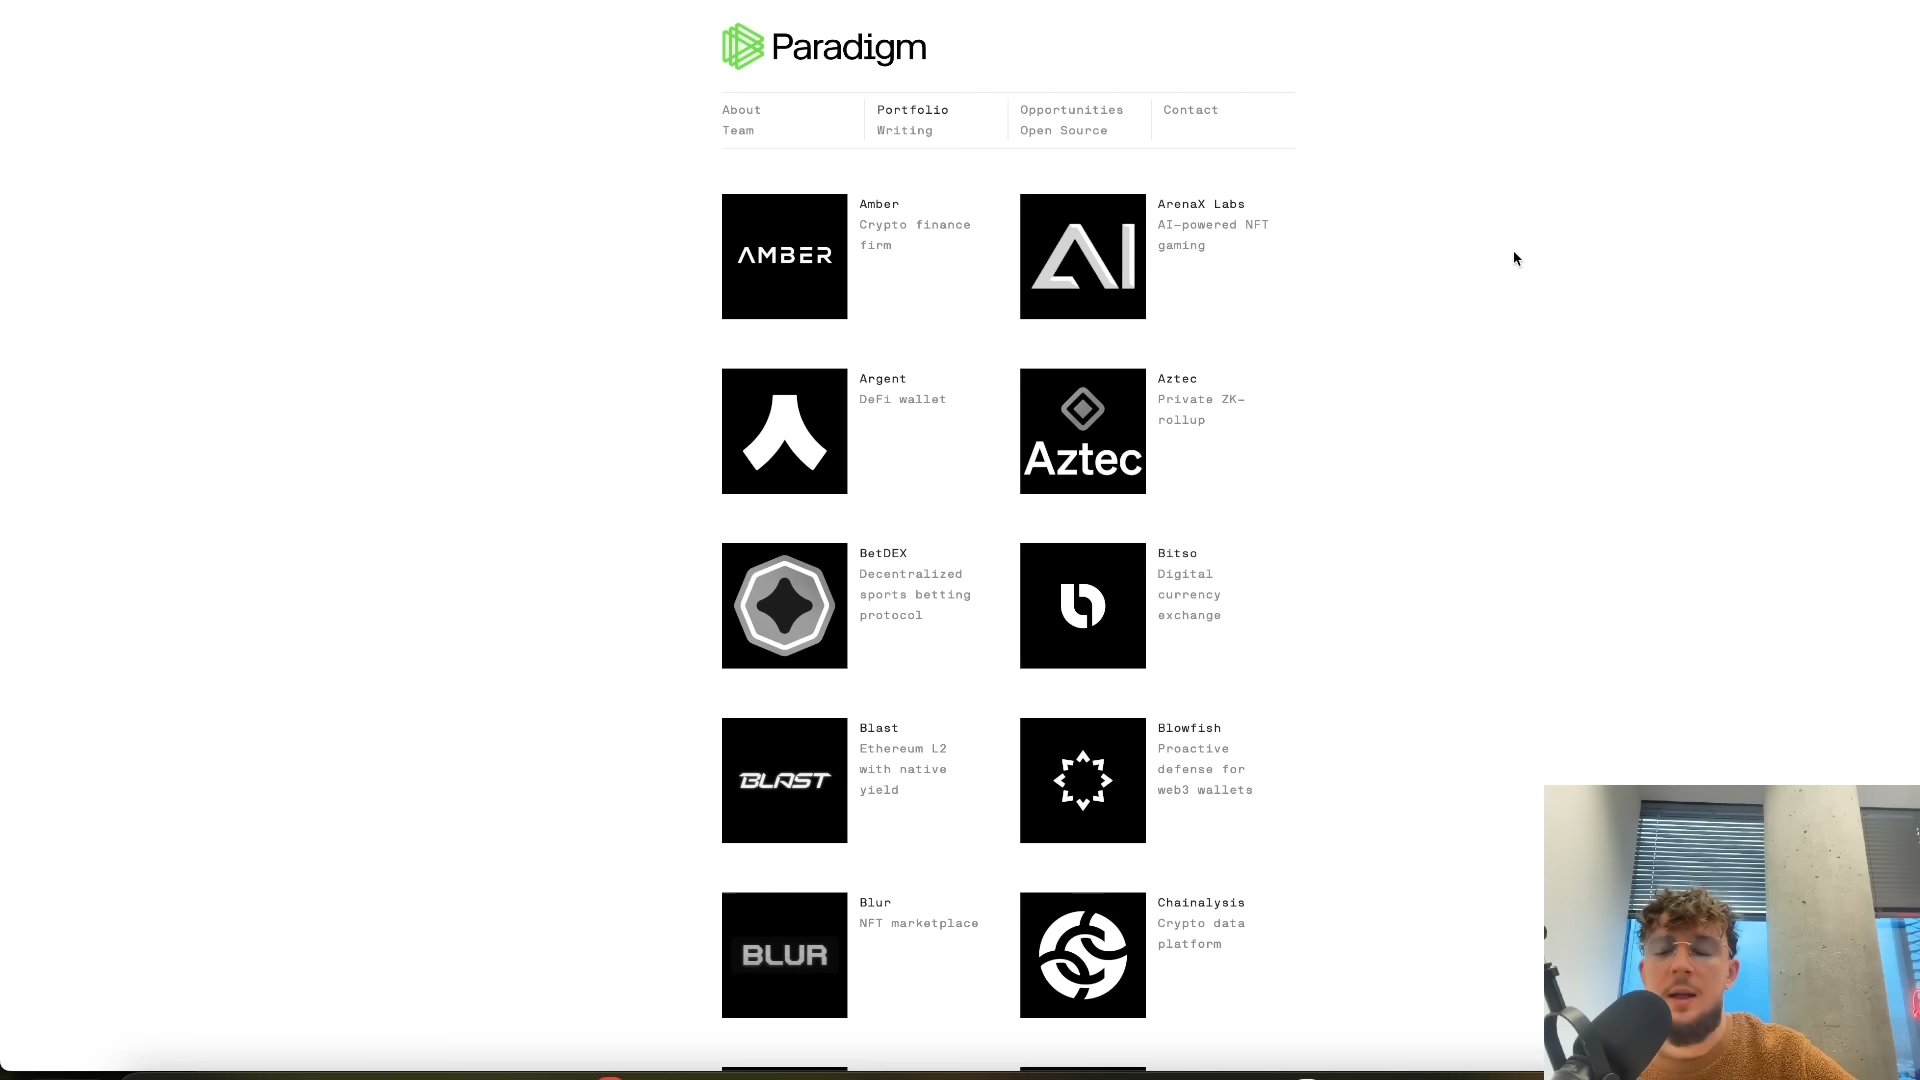 Paradigm
About
Team
Portfolio
Writing
Opportunities
Open Source
Contact
AMBER
Amber
Crypto finance
firm
AI
ArenaX Labs
AI-powered NFT
gaming
Argent
DeFi wallet
Aztec
Aztec
Private ZK-
rollup
BetDEX
Decentralized
sports betting
protocol
Bitso
Digital
currency
exchange
BLAST
Blast
Ethereum L2
with native
yield
Blowfish
Proactive
defense for
web3 wallets
BLUR
Blur
NFT marketplace
Chainalysis
Crypto data
platform